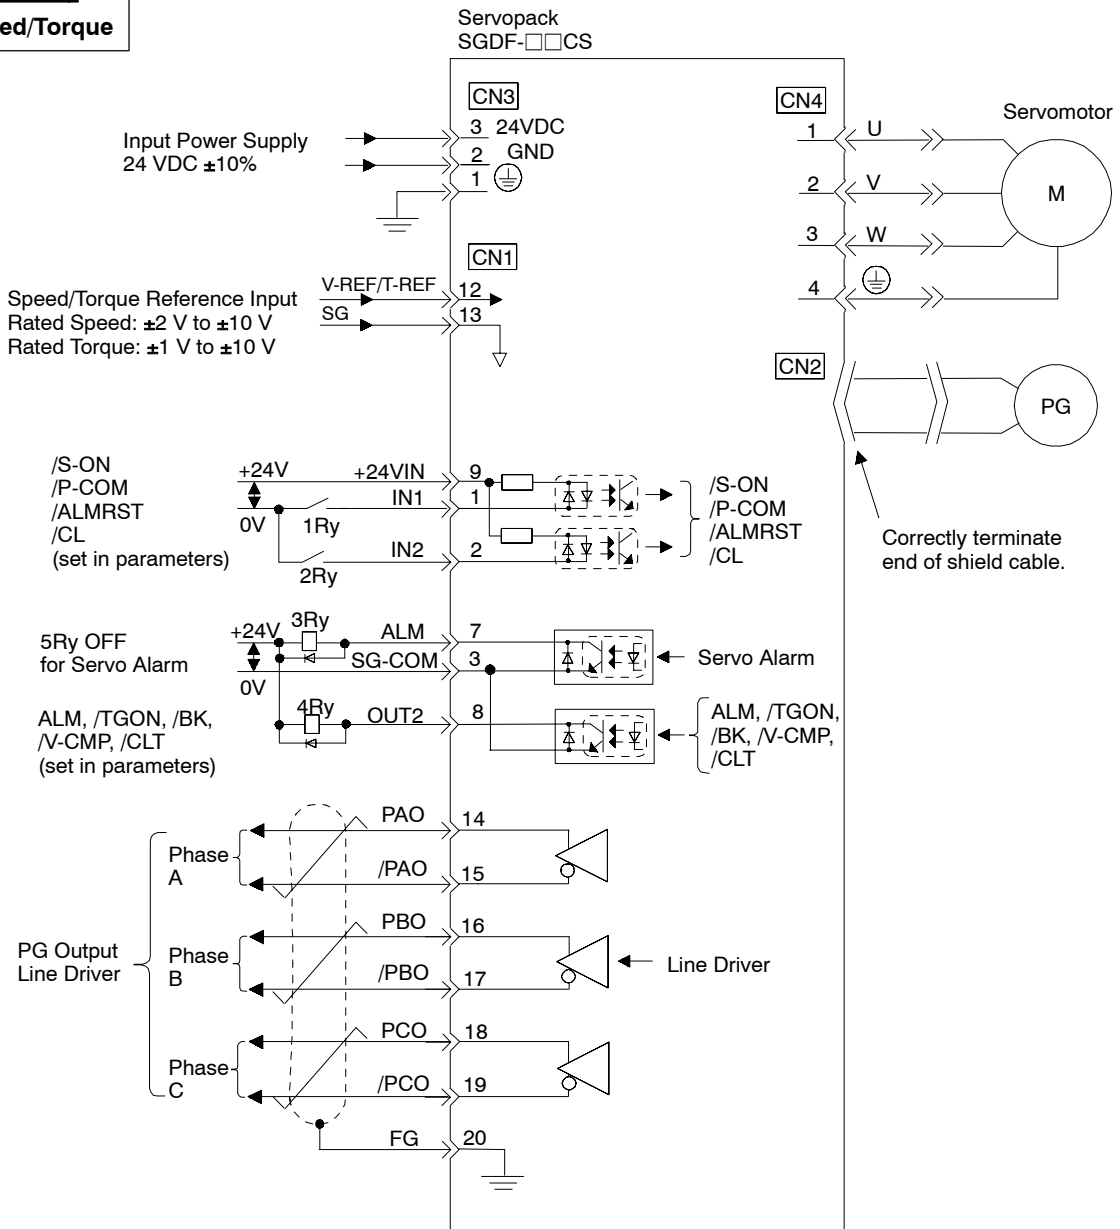 ed/Torque
Servopack
SGDF-□□CS
CN3
Input Power Supply
24 VDC ±10%
3 24VDC
2 GND
1
CN4
Servomotor
1 U
2 V
3 W
4
M
CN1
Speed/Torque Reference Input
Rated Speed: ±2 V to ±10 V
Rated Torque: ±1 V to ±10 V
V-REF/T-REF 12
SG 13
CN2
PG
Correctly terminate
end of shield cable.
/S-ON
/P-COM
/ALMRST
/CL
(set in parameters)
+24V
0V
+24VIN 9
IN1 1
1Ry
IN2 2
2Ry
/S-ON
/P-COM
/ALMRST
/CL
5Ry OFF
for Servo Alarm
+24V
0V
3Ry
ALM 7
SG-COM 3
Servo Alarm
ALM, /TGON, /BK,
/V-CMP, /CLT
(set in parameters)
4Ry
OUT2 8
ALM, /TGON,
/BK, /V-CMP,
/CLT
PG Output
Line Driver
Phase
A
PAO 14
/PAO 15
Phase
B
PBO 16
/PBO 17
Line Driver
Phase
C
PCO 18
/PCO 19
FG 20